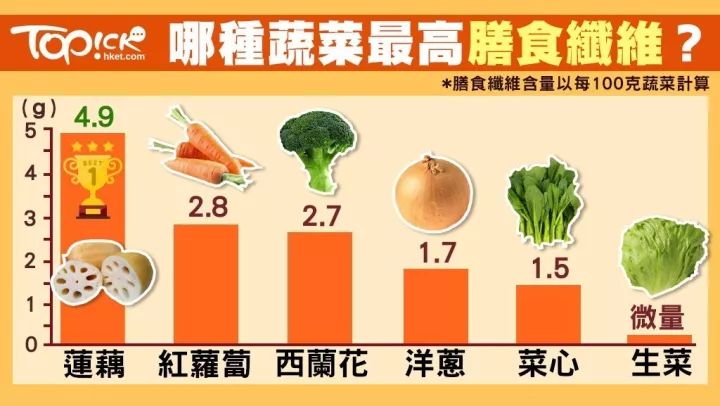 TOPICK
hket.com
哪種蔬菜最高膳食纖維？
*膳食纖維含量以每100克蔬菜計算
(g)
5
4
3
2
1
0
4.9
BEST
1
2.8
2.7
1.7
1.5
微量
蓮藕
紅蘿蔔
西蘭花
洋蔥
菜心
生菜